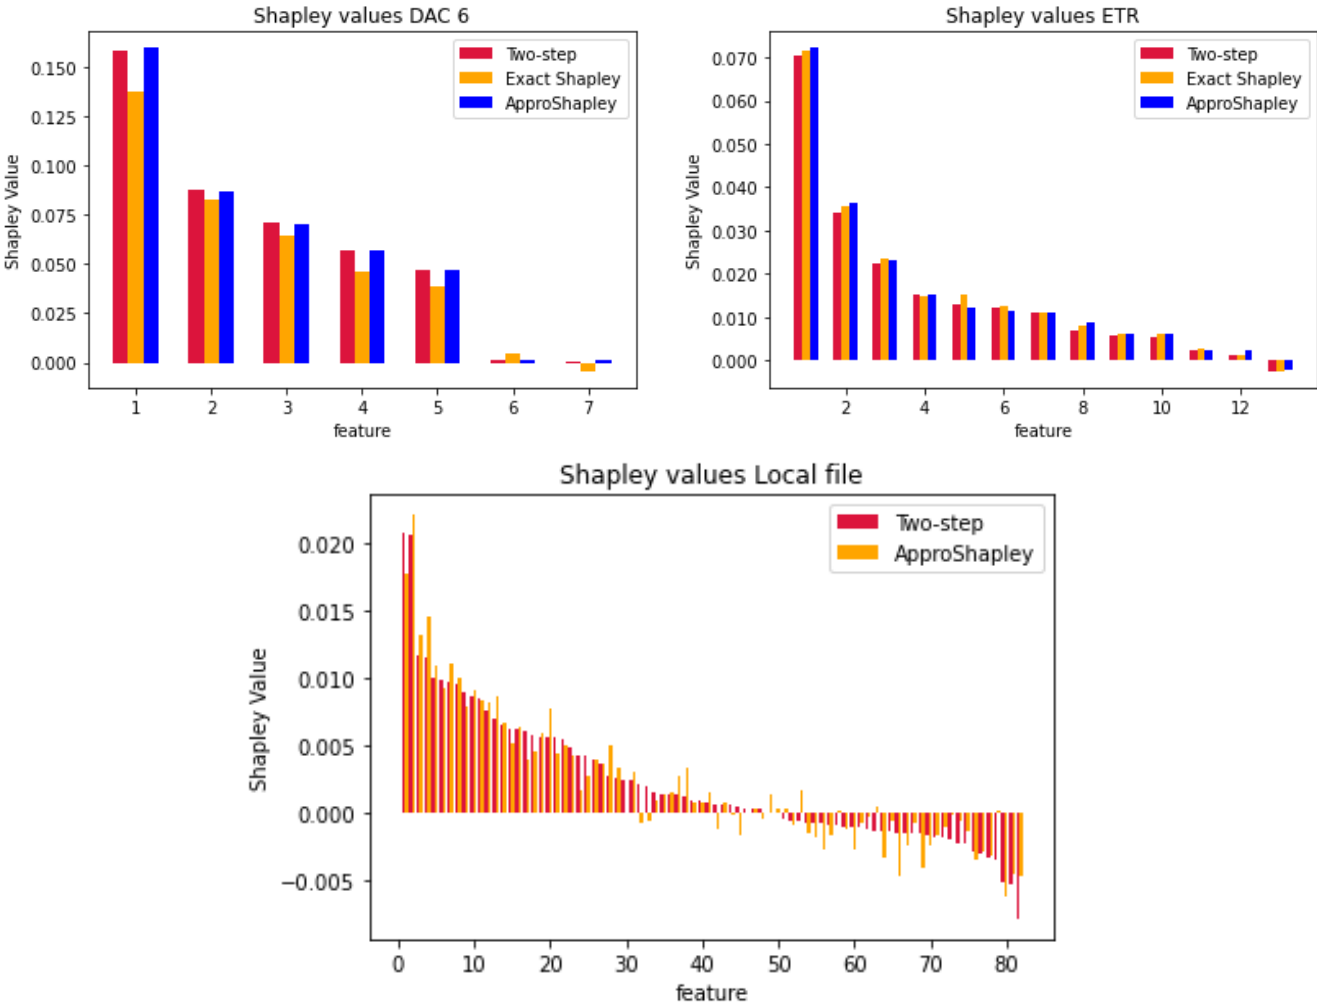 Shapley values DAC 6
Shapley Value
0.150
0.125
0.100
0.075
0.050
0.025
0.000
Two-step
Exact Shapley
ApproShapley
1 2 3 4 5 6 7
feature
Shapley values ETR
Shapley Value
0.070
0.060
0.050
0.040
0.030
0.020
0.010
0.000
Two-step
Exact Shapley
ApproShapley
2 4 6 8 10 12
feature
Shapley values Local file
Shapley Value
0.020
0.015
0.010
0.005
0.000
−0.005
Two-step
ApproShapley
0 10 20 30 40 50 60 70 80
feature